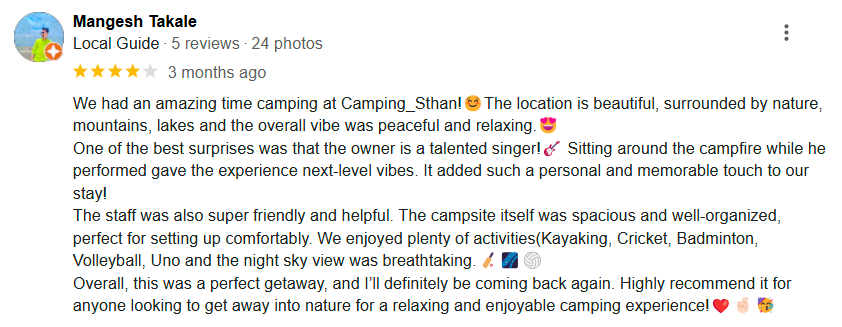 Mangesh Takale
Local Guide · 5 reviews · 24 photos
3 months ago
We had an amazing time camping at Camping_Sthan!😊 The location is beautiful, surrounded by nature,
mountains, lakes and the overall vibe was peaceful and relaxing.😍
One of the best surprises was that the owner is a talented singer!🎸 Sitting around the campfire while he
performed gave the experience next-level vibes. It added such a personal and memorable touch to our
stay!
The staff was also super friendly and helpful. The campsite itself was spacious and well-organized,
perfect for setting up comfortably. We enjoyed plenty of activities(Kayaking, Cricket, Badminton,
Volleyball, Uno and the night sky view was breathtaking. 🏏 🌌 🏐
Overall, this was a perfect getaway, and I’ll definitely be coming back again. Highly recommend it for
anyone looking to get away into nature for a relaxing and enjoyable camping experience!❤️ 🤞🏻 🥳